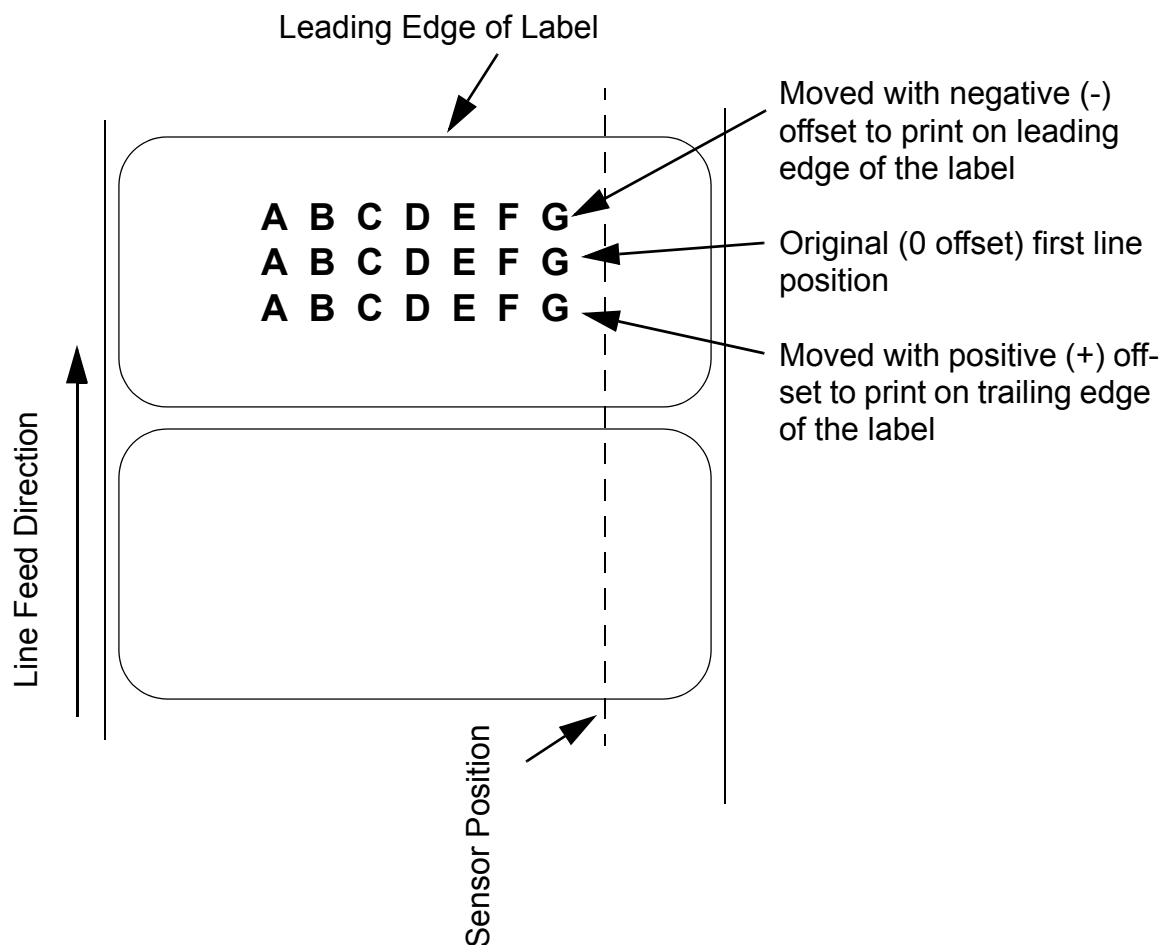 Leading Edge of Label
Moved with negative (-)
offset to print on leading
edge of the label
A B C D E F G
Original (0 offset) first line
position
A B C D E F G
A B C D E F G
Moved with positive (+) off-
set to print on trailing edge
of the label
Line Feed Direction
Sensor Position